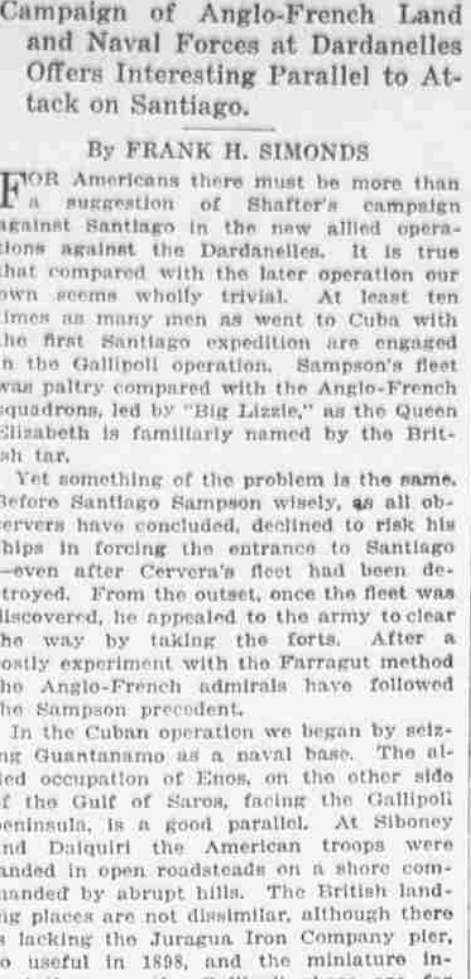 Campaign of Anglo-French Land
and Naval Forces at Dardanelles
Offers Interesting Parallel to At-
tack on Santiago.
By FRANK H. SIMONDS
FOR Americans there must be more than
a suggestion of Shafter's campaign
against Santiago in the new allied opera-
tions against the Dardanelles. It is true
that compared with the later operation our
own seems wholly trivial. At least ten
times as many men as went to Cuba with
the first Santiago expedition are engaged
in the Gallipoli operation. Sampson's fleet
was paltry compared with the Anglo-French
squadrons, led by "Big Lizzie," as the Queen
Elizabeth is familiarly named by the Brit-
ish tar.
Yet something of the problem is the same.
Before Santiago Sampson wisely, as all ob-
servers have concluded, declined to risk his
ships in forcing the entrance to Santiago
—even after Cervera's fleet had been de-
stroyed. From the outset, once the fleet was
discovered, he appealed to the army to clear
the way by taking the forts. After a
costly experiment with the Farragut method
the Anglo-French admirals have followed
the Sampson precedent.
In the Cuban operation we began by seiz-
ing Guantanamo as a naval base. The al-
lied occupation of Enos, on the other side
of the Gulf of Saros, facing the Gallipoli
peninsula, is a good parallel. At Siboney
and Daiquiri the American troops were
landed in open roadsteads on a shore com-
manded by abrupt hills. The British land-
ing places are not dissimilar, although there
is lacking the Juragua Iron Company pier,
so useful in 1898, and the miniature in-